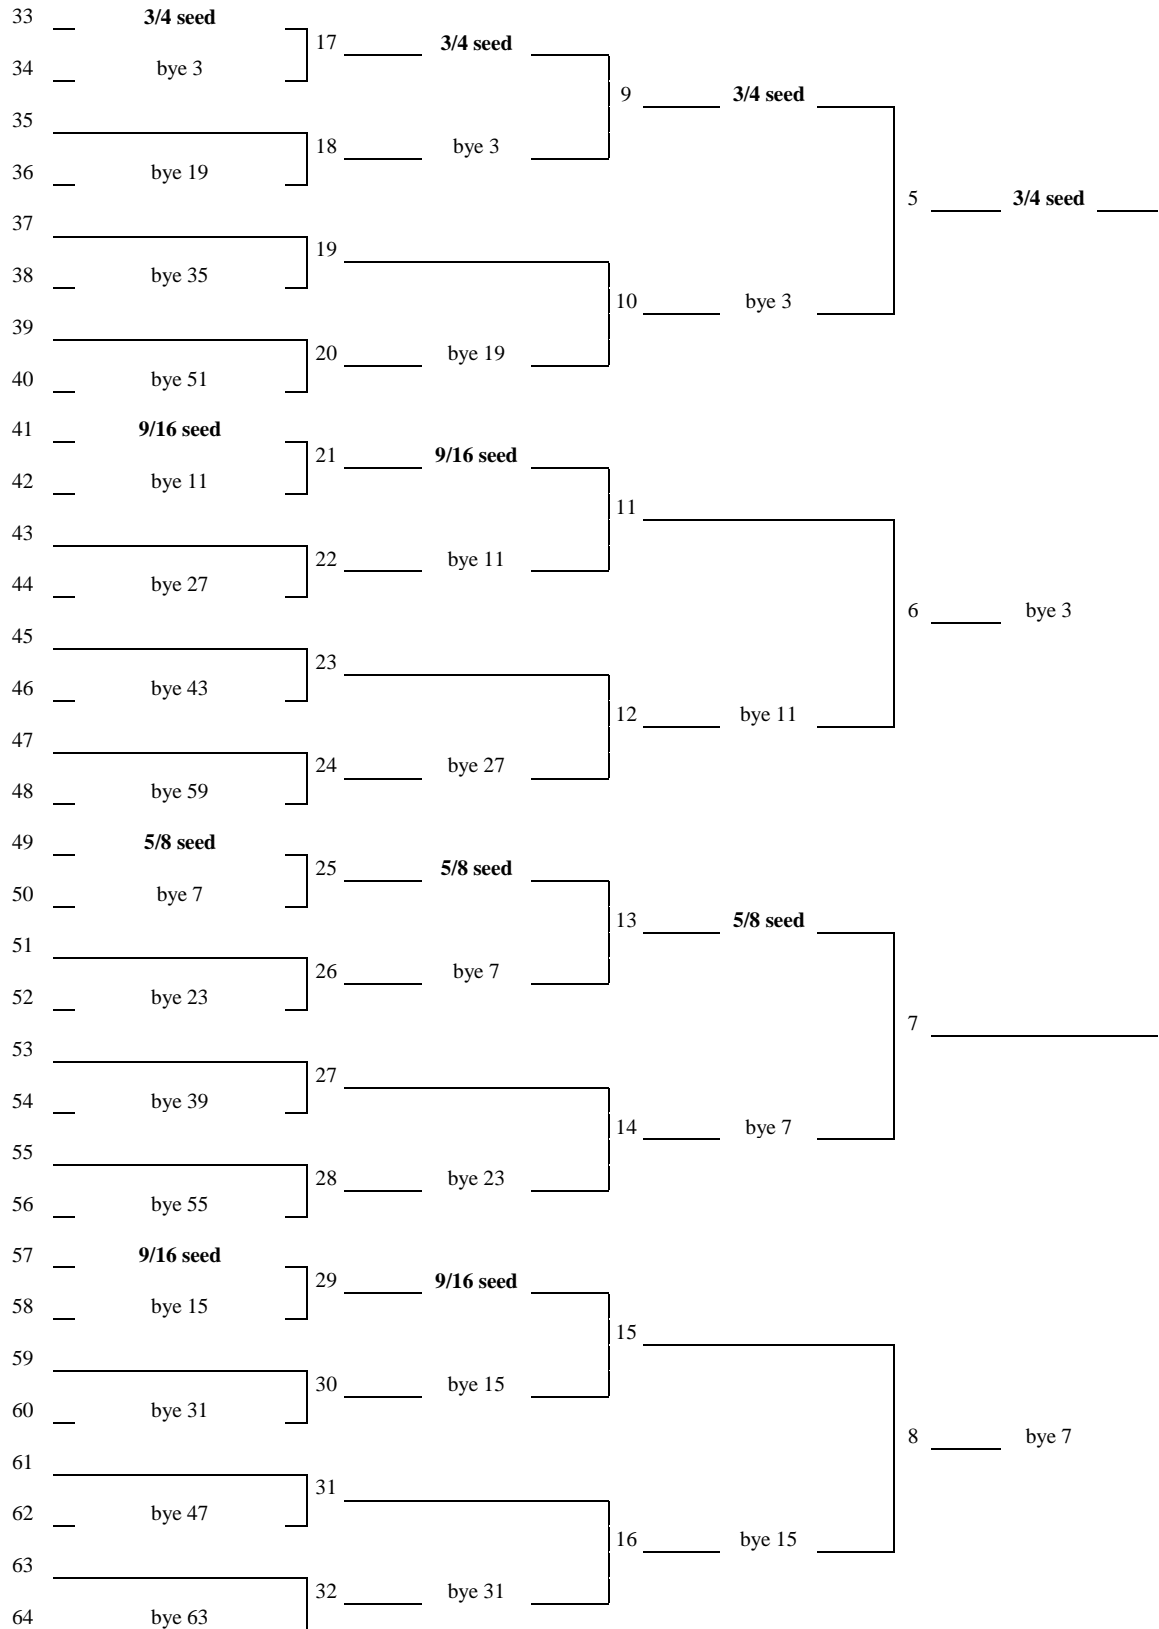 33 3/4 seed
17 3/4 seed
34 bye 3
9 3/4 seed
35
18 bye 3
36 bye 19
5 3/4 seed
37
19
38 bye 35
10 bye 3
39
20 bye 19
40 bye 51
41 9/16 seed
21 9/16 seed
42 bye 11
11
43
22 bye 11
44 bye 27
6 bye 3
45
23
46 bye 43
12 bye 11
47
24 bye 27
48 bye 59
49 5/8 seed
25 5/8 seed
50 bye 7
13 5/8 seed
51
26 bye 7
52 bye 23
7
53
27
54 bye 39
14 bye 7
55
28 bye 23
56 bye 55
57 9/16 seed
29 9/16 seed
58 bye 15
15
59
30 bye 15
60 bye 31
8 bye 7
61
31
62 bye 47
16 bye 15
63
32 bye 31
64 bye 63